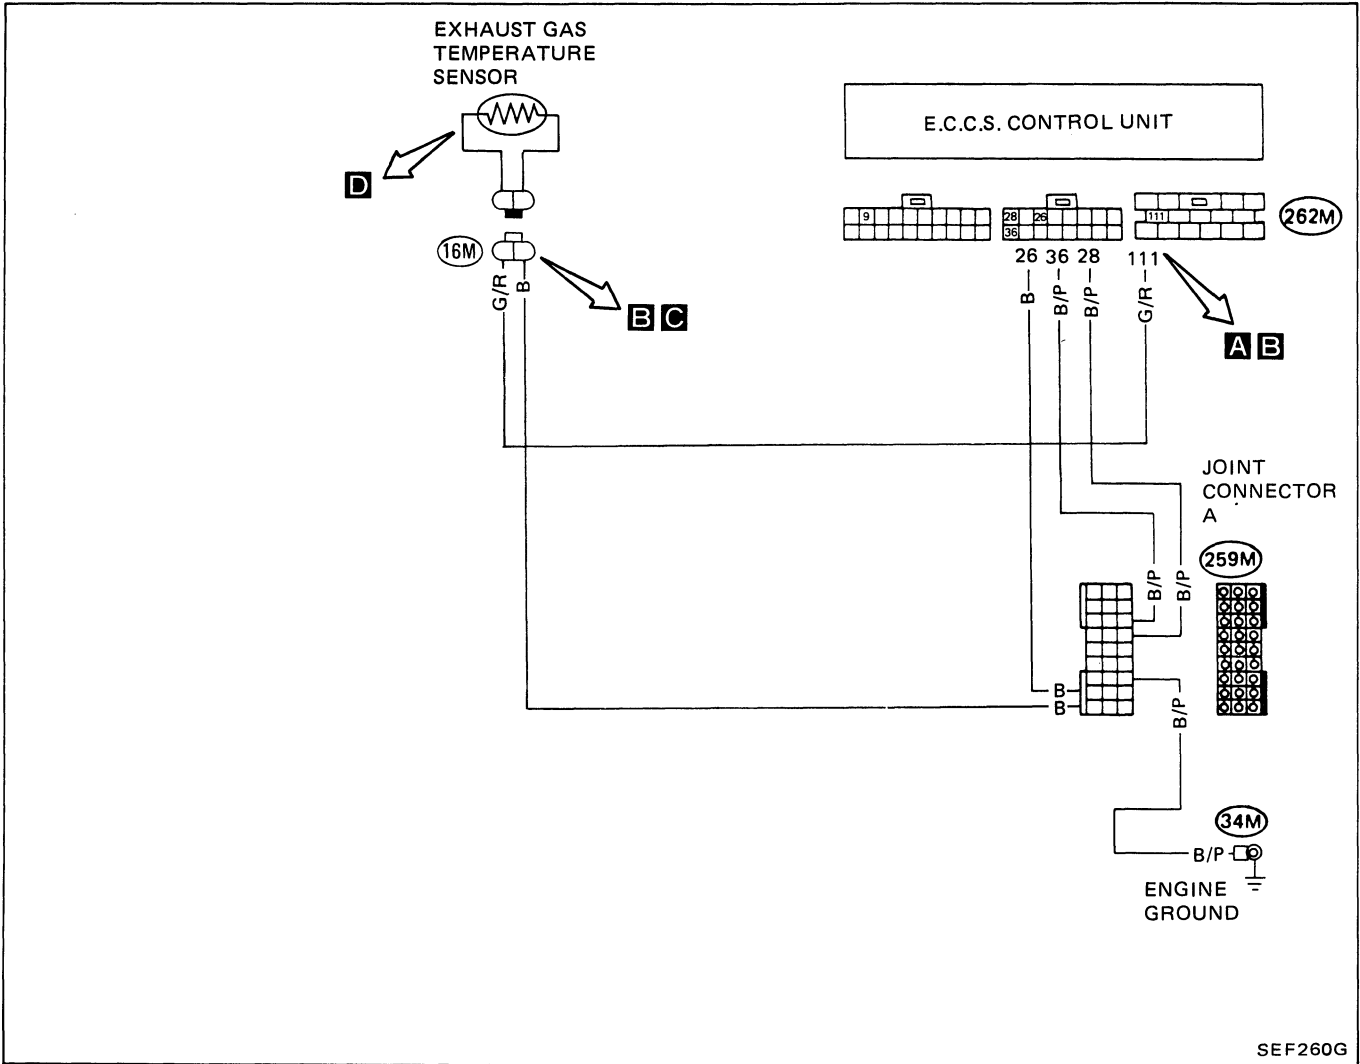 EXHAUST GAS
TEMPERATURE
SENSOR
D
16M
G/R
B
B C
E.C.C.S. CONTROL UNIT
9
28 26
36
111
262M
26 36 28 111
B
B/P
B/P
G/R
A B
JOINT
CONNECTOR
A
259M
B/P
B/P
B
B
B/P
34M
B/P
ENGINE
GROUND
SEF260G